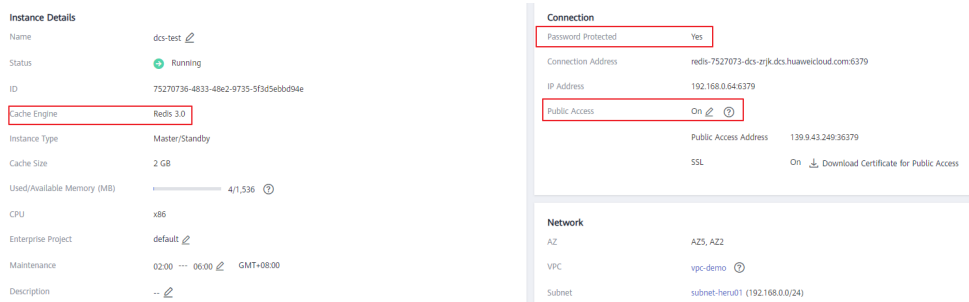 Instance Details
Name dcs-test
Status Running
ID 75270736-4833-48e2-9735-5f3d5ebbd94e
Cache Engine Redis 3.0
Instance Type Master/Standby
Cache Size 2 GB
Used/Available Memory (MB) 4/1,536
CPU x86
Enterprise Project default
Maintenance 02:00 --- 06:00 GMT+08:00
Description --
Connection
Password Protected Yes
Connection Address redis-7527073-dcs-zrjk.dcs.huaweicloud.com:6379
IP Address 192.168.0.64:6379
Public Access On
Public Access Address 139.9.43.249:36379
SSL On Download Certificate for Public Access
Network
AZ AZ5, AZ2
VPC vpc-demo
Subnet subnet-heru01 (192.168.0.0/24)